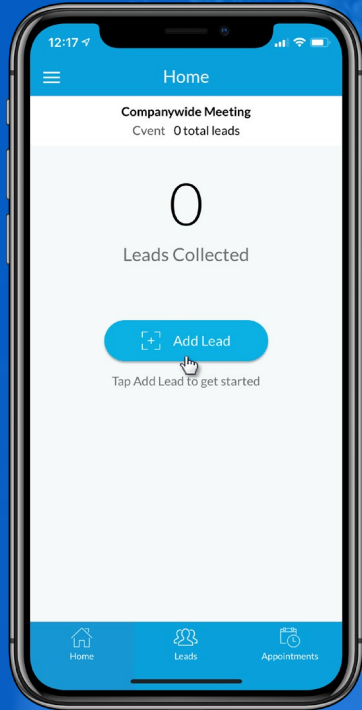 12:17
Home
Companywide Meeting
Cvent 0 total leads
0
Leads Collected
Add Lead
Tap Add Lead to get started
Home
Leads
Appointments